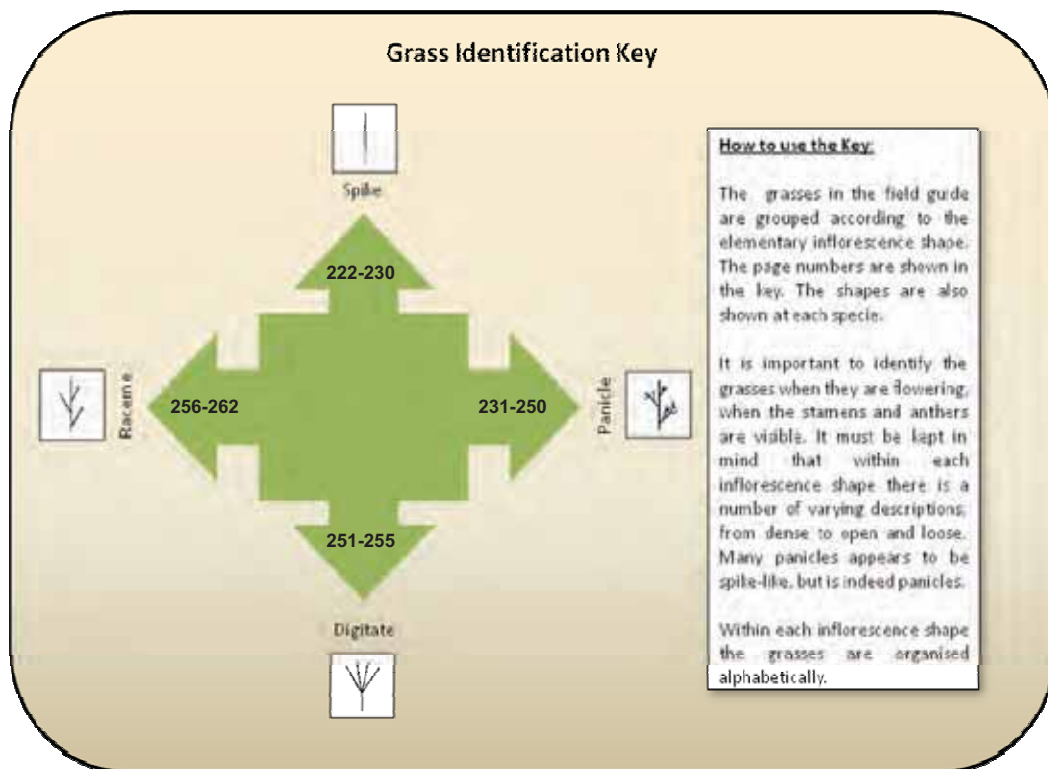 Grass Identification Key
Spike
222-230
Raceme
256-262
231-250
Panicle
251-255
Digitate
How to use the Key:
The grasses in the field guide
are grouped according to the
elementary inflorescence shape.
The page numbers are shown in
the key. The shapes are also
shown at each specie.
It is important to identify the
grasses when they are flowering,
when the stamens and anthers
are visible. It must be kept in
mind that within each
inflorescence shape there is a
number of varying descriptions,
from dense to open and loose.
Many panicles appears to be
spike-like, but is indeed panicles.
Within each inflorescence shape
the grasses are organised
alphabetically.